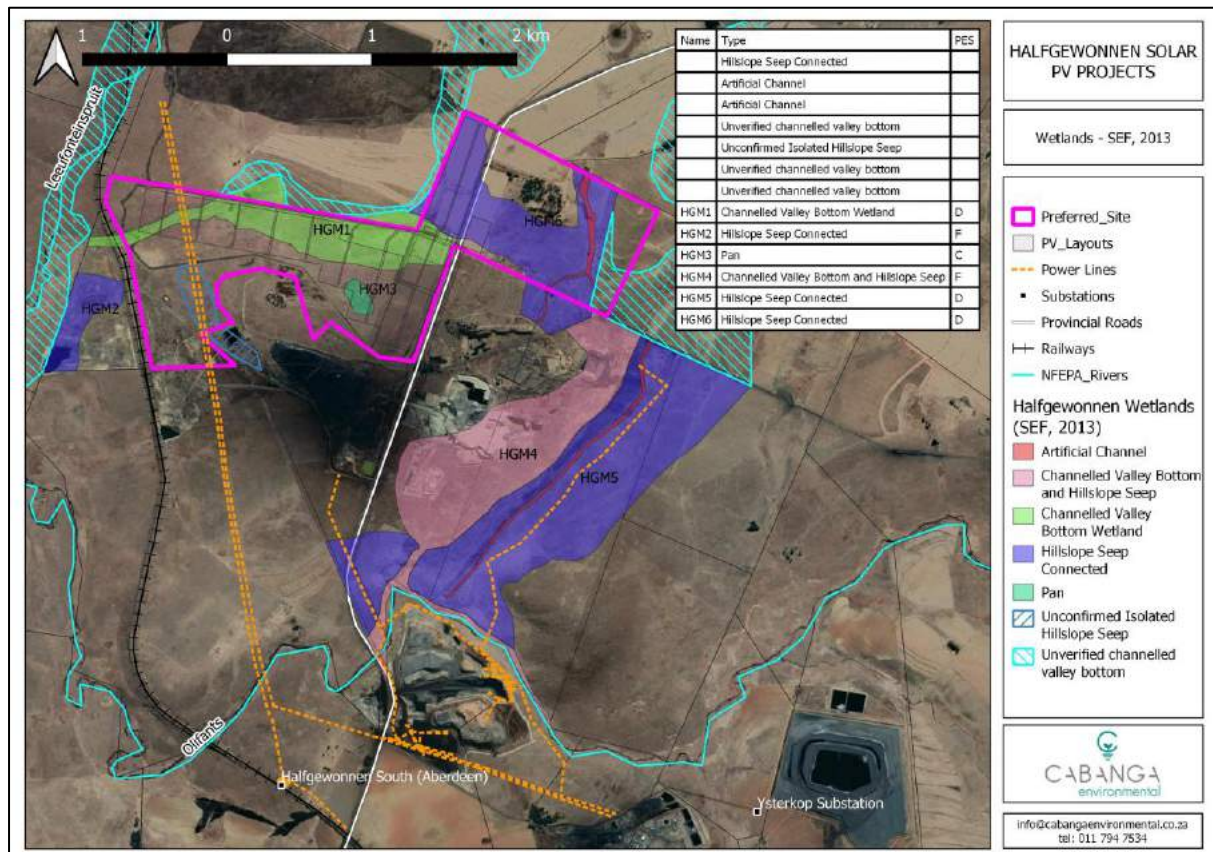 1 0 1 2 km
Leeufonteinspruit
HGM1
HGM2
HGM3
HGM6
HGM4
HGM5
Olifants
Halfgewonnen South (Aberdeen)
Ysterkop Substation
Name Type PES
Hillslope Seep Connected
Artificial Channel
Artificial Channel
Unverified channelled valley bottom
Unconfirmed Isolated Hillslope Seep
Unverified channelled valley bottom
Unverified channelled valley bottom
HGM1 Channelled Valley Bottom Wetland D
HGM2 Hillslope Seep Connected F
HGM3 Pan C
HGM4 Channelled Valley Bottom and Hillslope Seep F
HGM5 Hillslope Seep Connected D
HGM6 Hillslope Seep Connected D
HALFGEWONNEN SOLAR
PV PROJECTS
Wetlands - SEF, 2013
Preferred_Site
PV_Layouts
Power Lines
Substations
Provincial Roads
Railways
NFEPA_Rivers
Halfgewonnen Wetlands
(SEF, 2013)
Artificial Channel
Channelled Valley Bottom
and Hillslope Seep
Channelled Valley
Bottom Wetland
Hillslope Seep
Connected
Pan
Unconfirmed Isolated
Hillslope Seep
Unverified channelled
valley bottom
CABANGA
environmental
info@cabangaenvironmental.co.za
tel: 011 794 7534